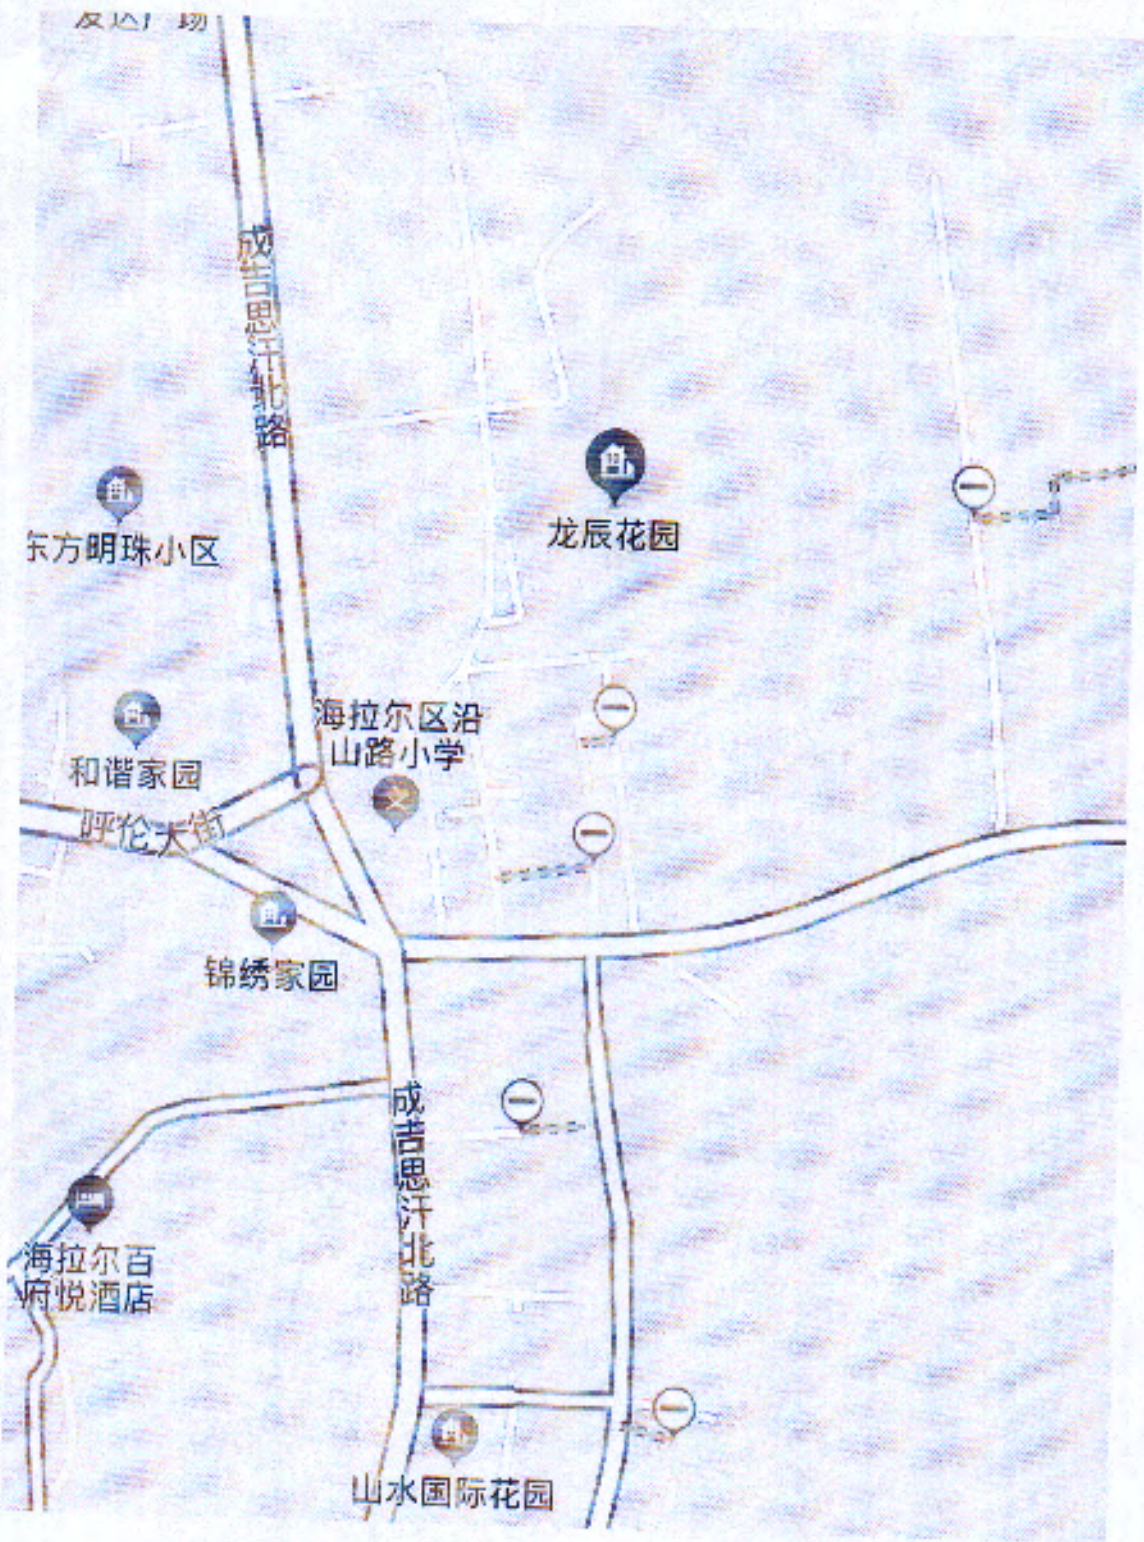 成吉思汗北路
龙辰花园
东方明珠小区
海拉尔区沿
山路小学
和谐家园
呼伦大街
锦绣家园
成吉思汗北路
海拉尔百
府悦酒店
山水国际花园